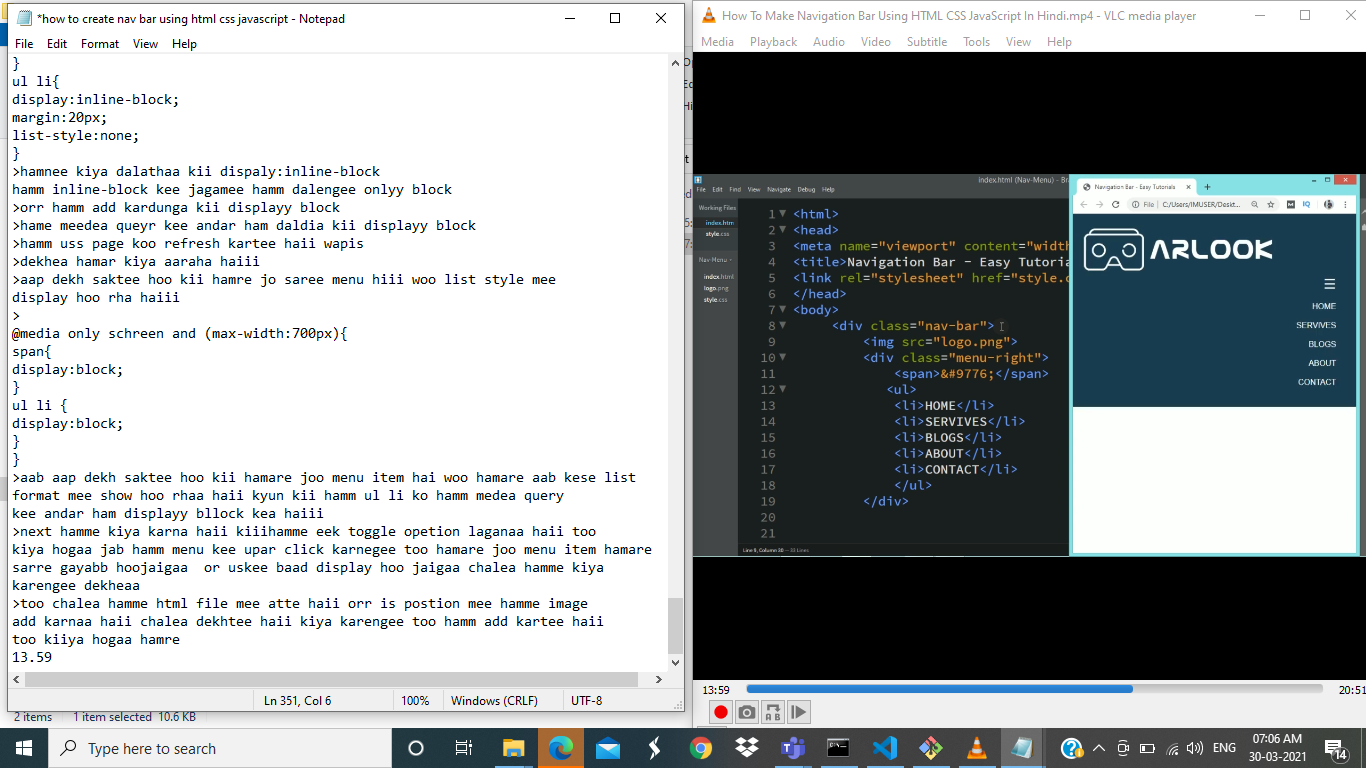 *how to create nav bar using html css javascript - Notepad
File Edit Format View Help
}
ul li{
display:inline-block;
margin:20px;
list-style:none;
}
>hamnee kiya dalathaa kii dispaly:inline-block
hamm inline-block kee jagamee hamm dalengee onlyy block
>orr hamm add kardunga kii displayy block
>hame meedea queyr kee andar ham daldia kii displayy block
>hamm uss page koo refresh kartee haii wapis
>dekhea hamar kiya aaraha haiii
>aap dekh saktee hoo kii hamre jo saree menu hiii woo list style mee
display hoo rha haiii
>
@media only schreen and (max-width:700px){
span{
display:block;
}
ul li {
display:block;
}
}
>aab aap dekh saktee hoo kii hamare joo menu item hai woo hamare aab kese list
format mee show hoo rhaa haii kyun kii hamm ul li ko hamm medea query
kee andar ham displayy bllock kea haiii
>next hamme kiya karna haii kiiihamme eek toggle opetion laganaa haii too
kiya hogaa jab hamm menu kee upar click karnegee too hamare joo menu item hamare
sarre gayabb hoojaigaa  or uskee baad display hoo jaigaa chalea hamme kiya
karengee dekheaa
>too chalea hamme html file mee atte haii orr is postion mee hamme image
add karnaa haii chalea dekhtee haii kiya karengee too hamm add kartee haii
too kiiya hogaa hamre
13.59
Ln 351, Col 6 100% Windows (CRLF) UTF-8
2 items 1 item selected 10.6 KB
How To Make Navigation Bar Using HTML CSS JavaScript In Hindi.mp4 - VLC media player
Media Playback Audio Video Subtitle Tools View Help
index.html (Nav-Menu) - Br
File Edit Find View Navigate Debug Help
Working Files
index.htm
style.css
Nav-Menu
index.html
logo.png
style.css
1 <html>
2 <head>
3 <meta name="viewport" content="width
4 <title>Navigation Bar - Easy Tutoria
5 <link rel="stylesheet" href="style.c
6 </head>
7 <body>
8 <div class="nav-bar">
9 <img src="logo.png">
10 <div class="menu-right">
11 <span>&#9776;</span>
12 <ul>
13 <li>HOME</li>
14 <li>SERVIVES</li>
15 <li>BLOGS</li>
16 <li>ABOUT</li>
17 <li>CONTACT</li>
18 </ul>
19 </div>
20
21
Line 8, Column 30 — 33 Lines
Navigation Bar - Easy Tutorials
File C:/Users/IMUSER/Deskt...
ARLOOK
☰
HOME
SERVIVES
BLOGS
ABOUT
CONTACT
13:59 20:51
Type here to search
ENG
07:06 AM
30-03-2021
14